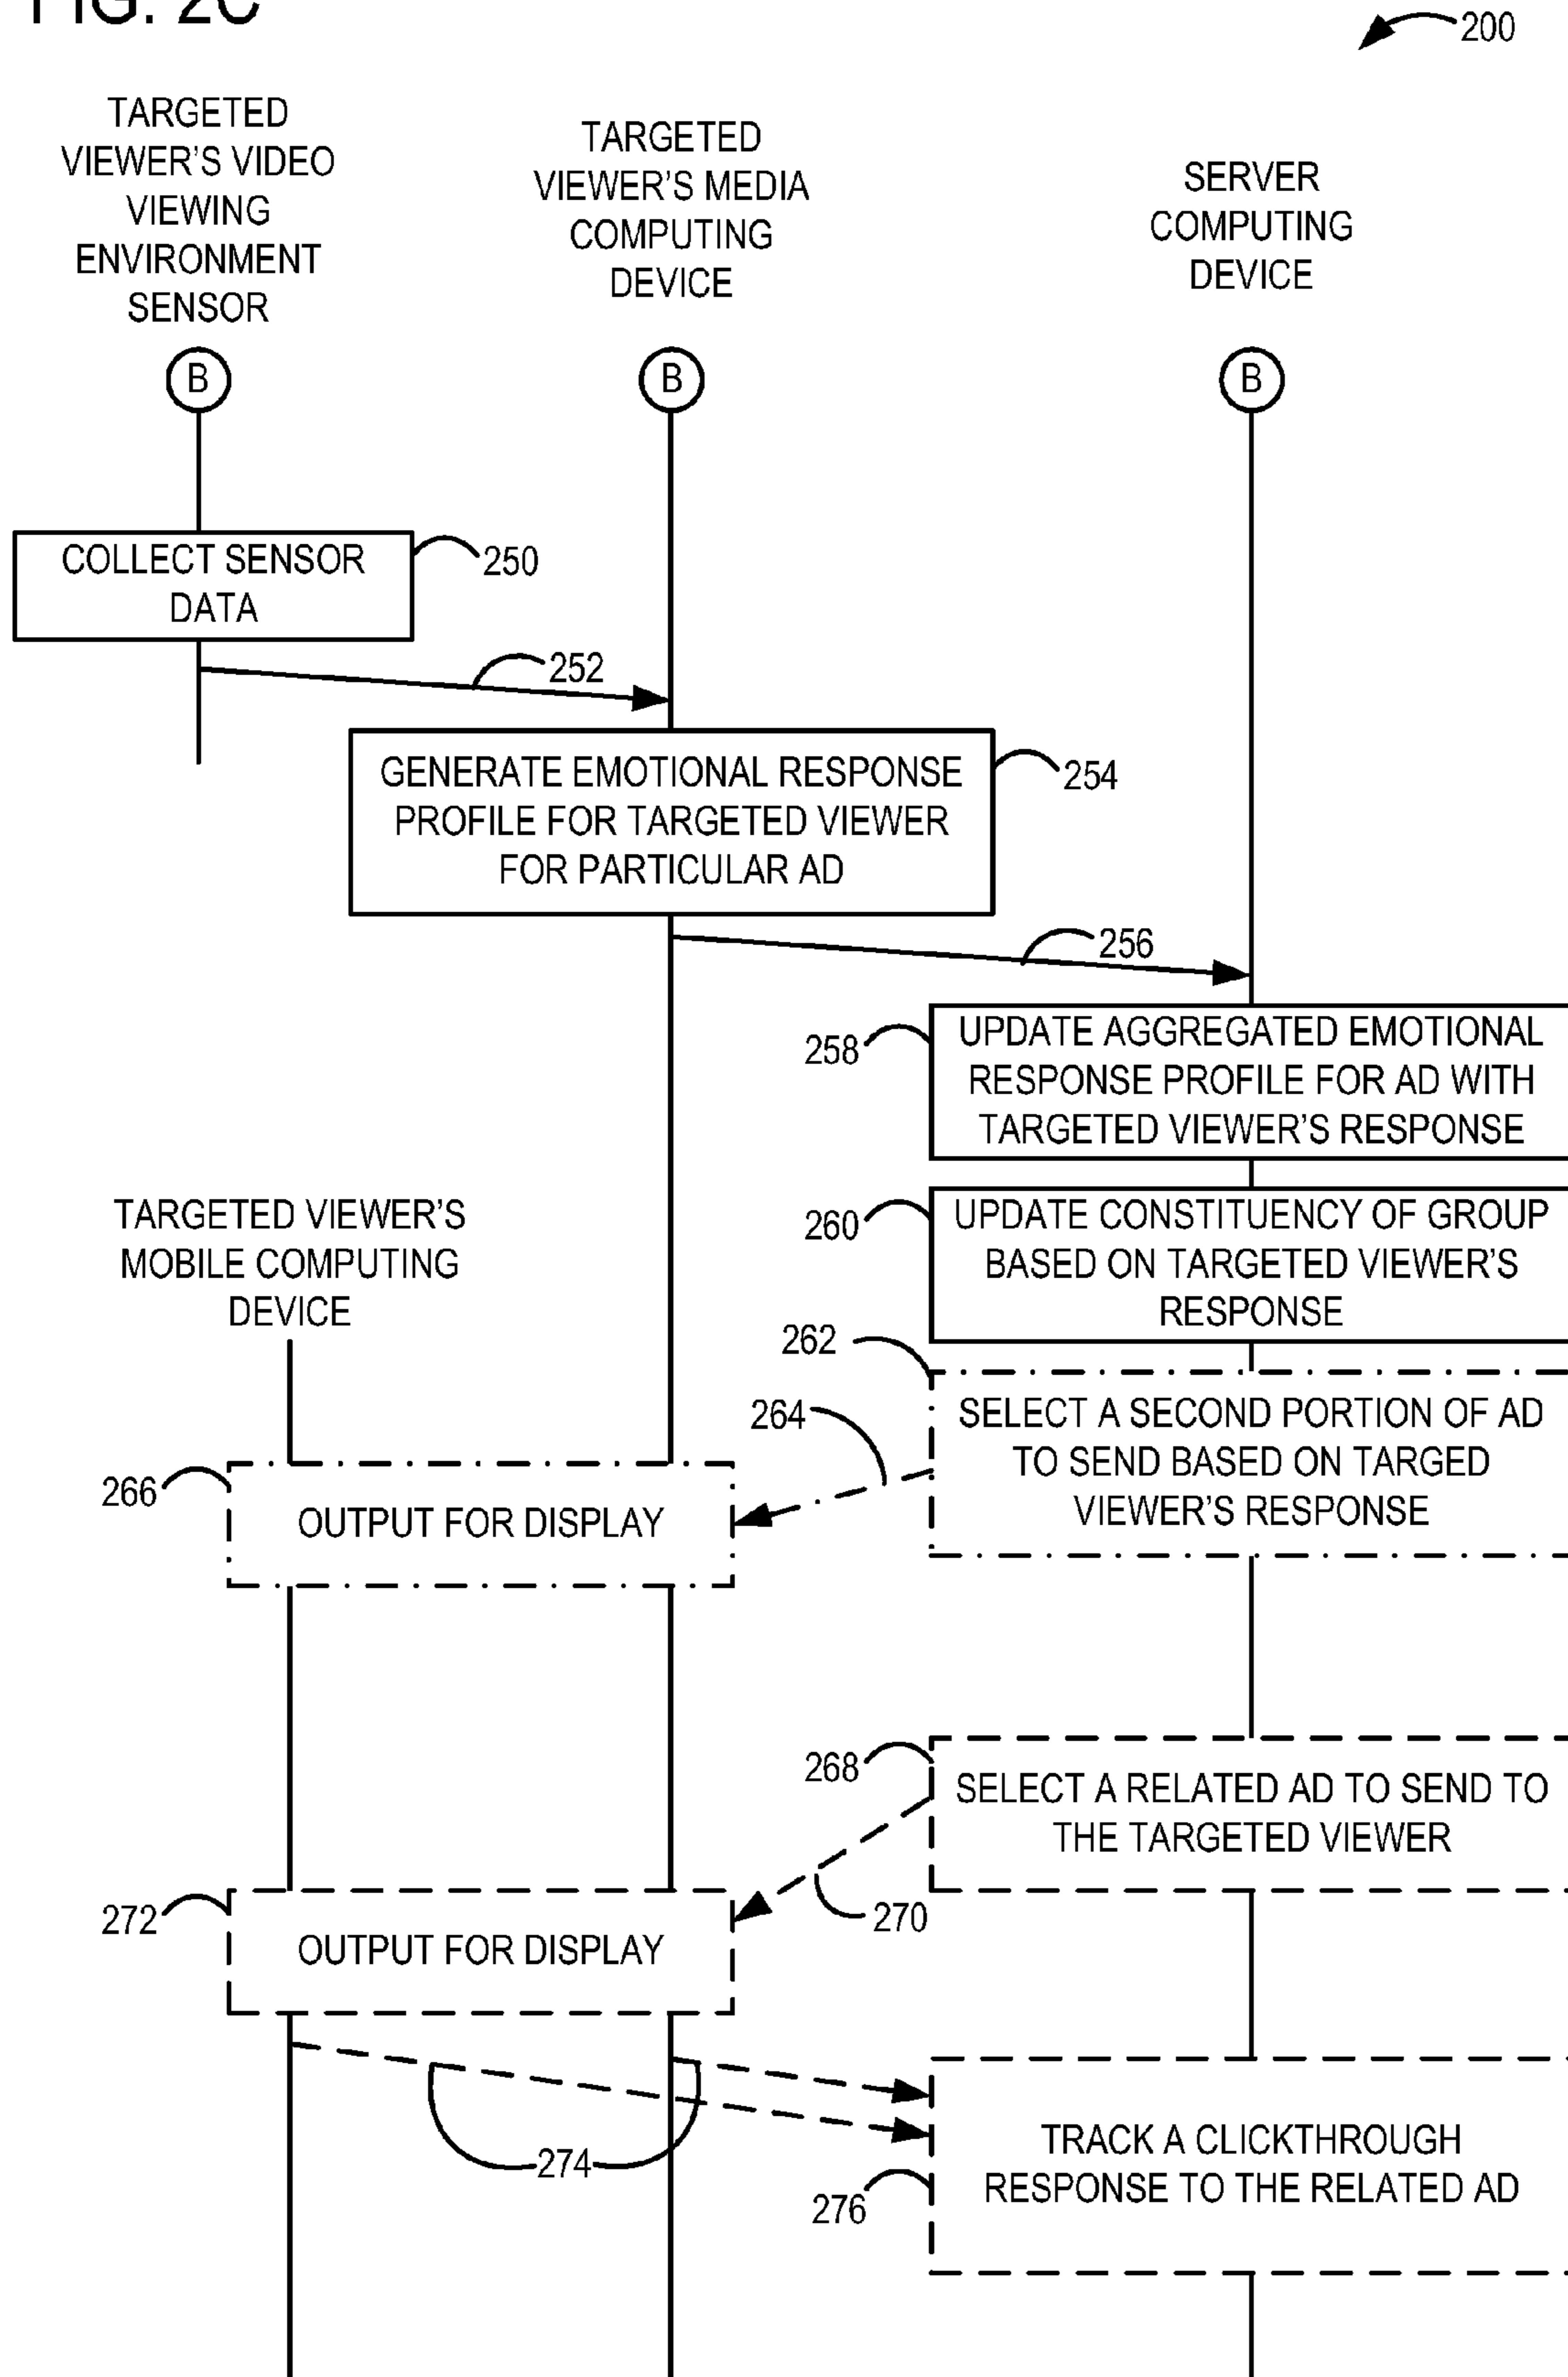 FIG. 2C
200
TARGETED
VIEWER'S VIDEO
VIEWING
ENVIRONMENT
SENSOR
TARGETED
VIEWER'S MEDIA
COMPUTING
DEVICE
SERVER
COMPUTING
DEVICE
B
B
B
COLLECT SENSOR
DATA
250
252
GENERATE EMOTIONAL RESPONSE
PROFILE FOR TARGETED VIEWER
FOR PARTICULAR AD
254
256
258
UPDATE AGGREGATED EMOTIONAL
RESPONSE PROFILE FOR AD WITH
TARGETED VIEWER'S RESPONSE
TARGETED VIEWER'S
MOBILE COMPUTING
DEVICE
260
UPDATE CONSTITUENCY OF GROUP
BASED ON TARGETED VIEWER'S
RESPONSE
262
264
SELECT A SECOND PORTION OF AD
TO SEND BASED ON TARGED
VIEWER'S RESPONSE
266
OUTPUT FOR DISPLAY
268
SELECT A RELATED AD TO SEND TO
THE TARGETED VIEWER
270
272
OUTPUT FOR DISPLAY
274
TRACK A CLICKTHROUGH
RESPONSE TO THE RELATED AD
276